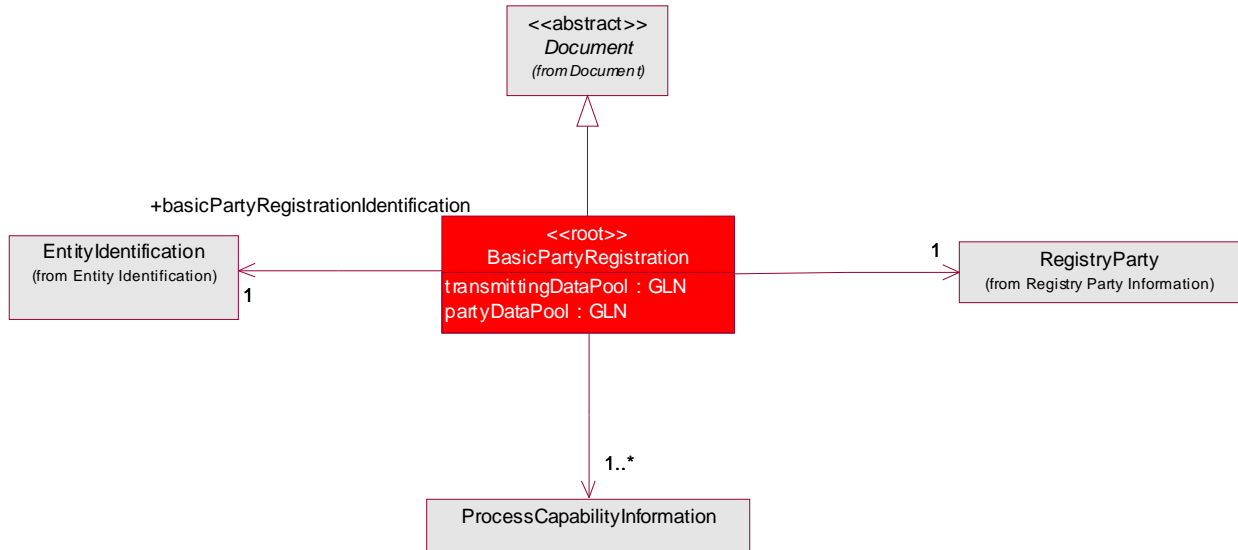 <<abstract>>
Document
(from Document)
+basicPartyRegistrationIdentification
EntityIdentification
(from Entity Identification)
1
<<root>>
BasicPartyRegistration
transmittingDataPool : GLN
partyDataPool : GLN
1
RegistryParty
(from Registry Party Information)
1..*
ProcessCapabilityInformation